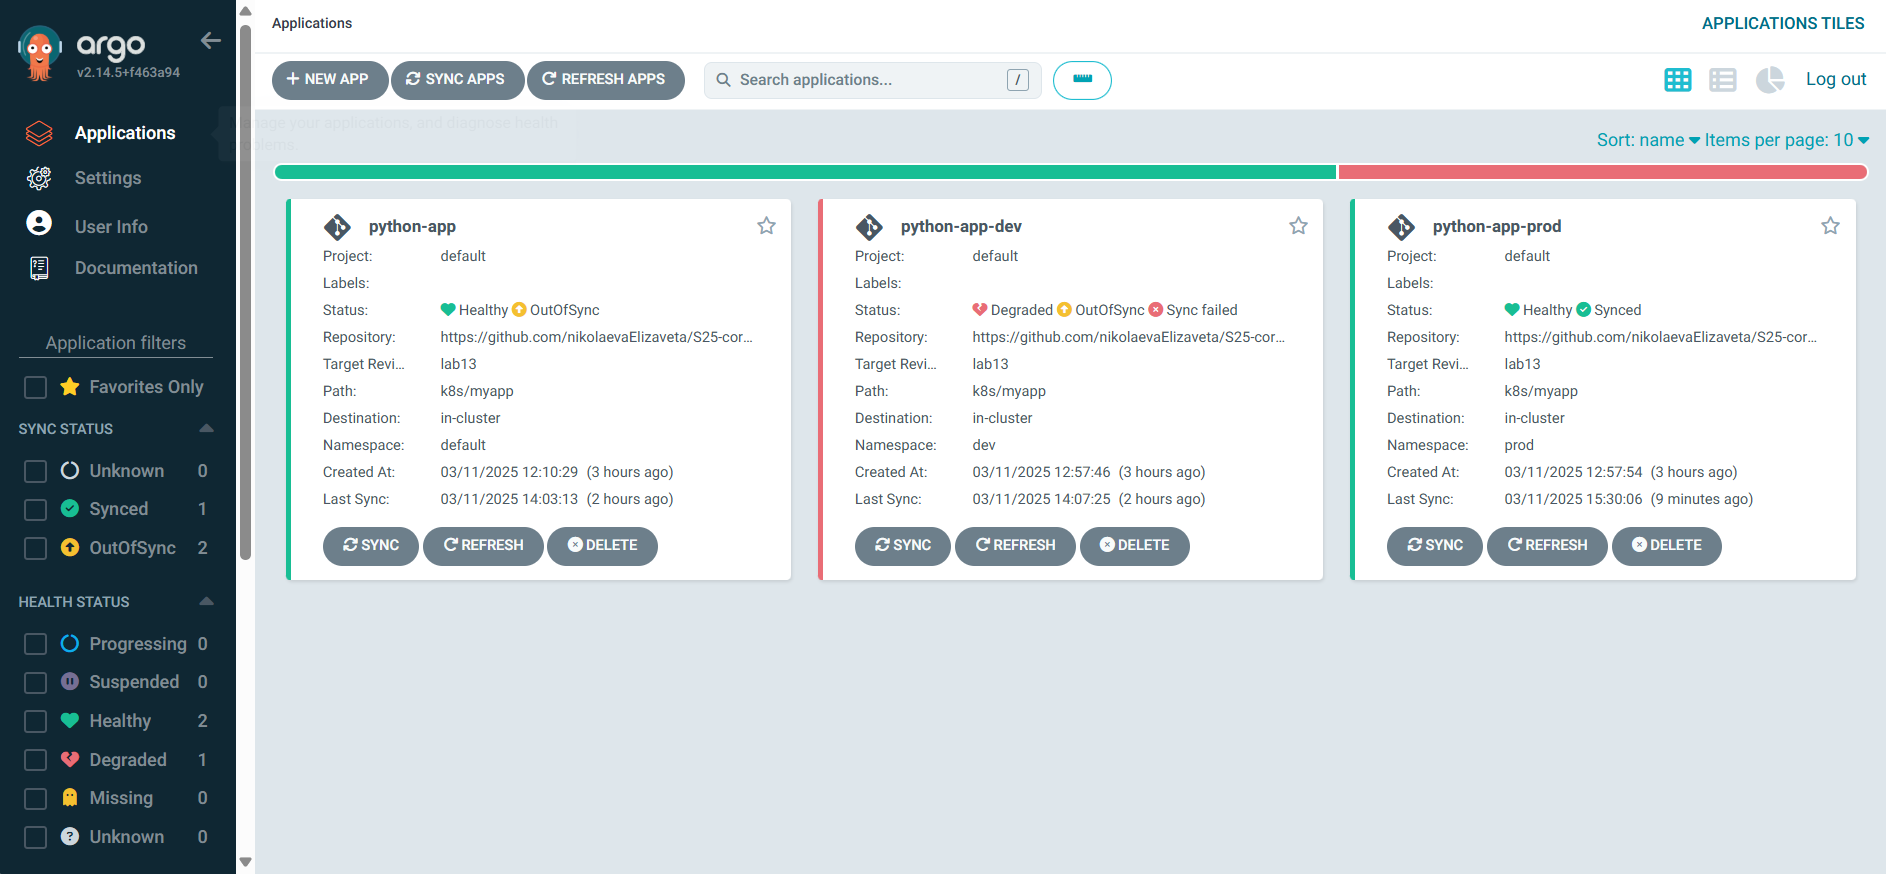 argo
v2.14.5+f463a94
Applications
Settings
User Info
Documentation
Application filters
Favorites Only
SYNC STATUS
Unknown 0
Synced 1
OutOfSync 2
HEALTH STATUS
Progressing 0
Suspended 0
Healthy 2
Degraded 1
Missing 0
Unknown 0
Applications
APPLICATIONS TILES
NEW APP SYNC APPS REFRESH APPS Search applications... / Log out
Manage your applications, and diagnose health
problems.
Sort: name Items per page: 10
python-app
Project: default
Labels:
Status: Healthy OutOfSync
Repository: https://github.com/nikolaevaElizaveta/S25-cor...
Target Revi... lab13
Path: k8s/myapp
Destination: in-cluster
Namespace: default
Created At: 03/11/2025 12:10:29 (3 hours ago)
Last Sync: 03/11/2025 14:03:13 (2 hours ago)
SYNC REFRESH DELETE
python-app-dev
Project: default
Labels:
Status: Degraded OutOfSync Sync failed
Repository: https://github.com/nikolaevaElizaveta/S25-cor...
Target Revi... lab13
Path: k8s/myapp
Destination: in-cluster
Namespace: dev
Created At: 03/11/2025 12:57:46 (3 hours ago)
Last Sync: 03/11/2025 14:07:25 (2 hours ago)
SYNC REFRESH DELETE
python-app-prod
Project: default
Labels:
Status: Healthy Synced
Repository: https://github.com/nikolaevaElizaveta/S25-cor...
Target Revi... lab13
Path: k8s/myapp
Destination: in-cluster
Namespace: prod
Created At: 03/11/2025 12:57:54 (3 hours ago)
Last Sync: 03/11/2025 15:30:06 (9 minutes ago)
SYNC REFRESH DELETE